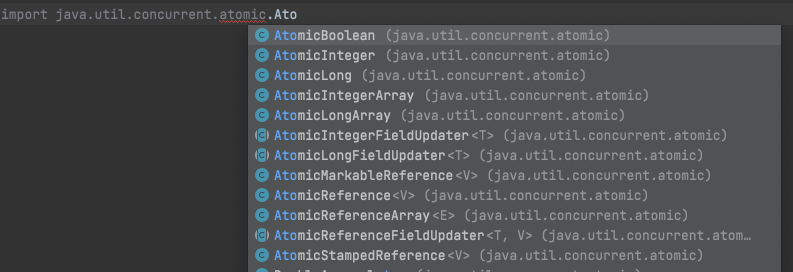 import java.util.concurrent.atomic.Ato
AtomicBoolean (java.util.concurrent.atomic)
AtomicInteger (java.util.concurrent.atomic)
AtomicLong (java.util.concurrent.atomic)
AtomicIntegerArray (java.util.concurrent.atomic)
AtomicLongArray (java.util.concurrent.atomic)
AtomicIntegerFieldUpdater<T> (java.util.concurrent.atomic)
AtomicLongFieldUpdater<T> (java.util.concurrent.atomic)
AtomicMarkableReference<V> (java.util.concurrent.atomic)
AtomicReference<V> (java.util.concurrent.atomic)
AtomicReferenceArray<E> (java.util.concurrent.atomic)
AtomicReferenceFieldUpdater<T, V> (java.util.concurrent.atom…
AtomicStampedReference<V> (java.util.concurrent.atomic)